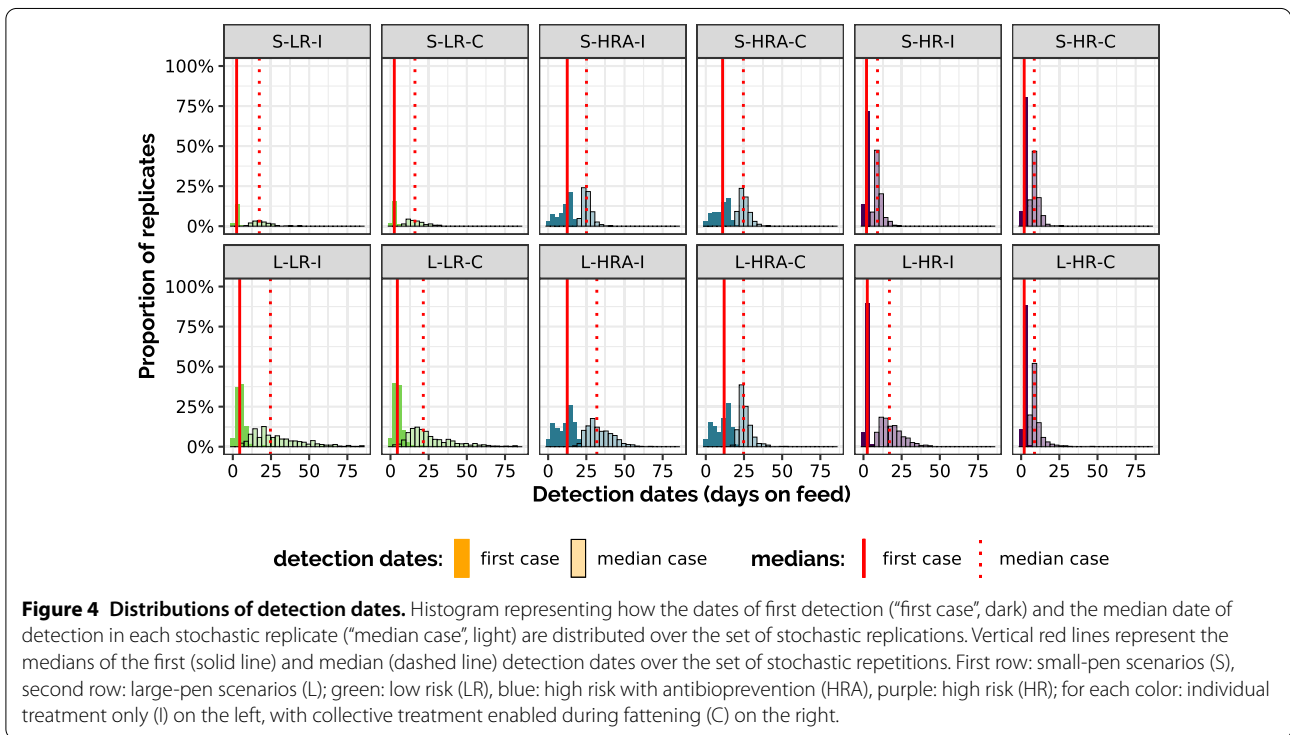 S-LR-I S-LR-C S-HRA-I S-HRA-C S-HR-I S-HR-C
100%
75%
50%
25%
0%
L-LR-I L-LR-C L-HRA-I L-HRA-C L-HR-I L-HR-C
100%
75%
50%
25%
0%
Proportion of replicates
0 25 50 75 0 25 50 75 0 25 50 75 0 25 50 75 0 25 50 75 0 25 50 75
Detection dates (days on feed)
detection dates: first case median case medians: first case median case
Figure 4 Distributions of detection dates. Histogram representing how the dates of first detection (“first case”, dark) and the median date of
detection in each stochastic replicate (“median case”, light) are distributed over the set of stochastic replications. Vertical red lines represent the
medians of the first (solid line) and median (dashed line) detection dates over the set of stochastic repetitions. First row: small-pen scenarios (S),
second row: large-pen scenarios (L); green: low risk (LR), blue: high risk with antibioprevention (HRA), purple: high risk (HR); for each color: individual
treatment only (I) on the left, with collective treatment enabled during fattening (C) on the right.